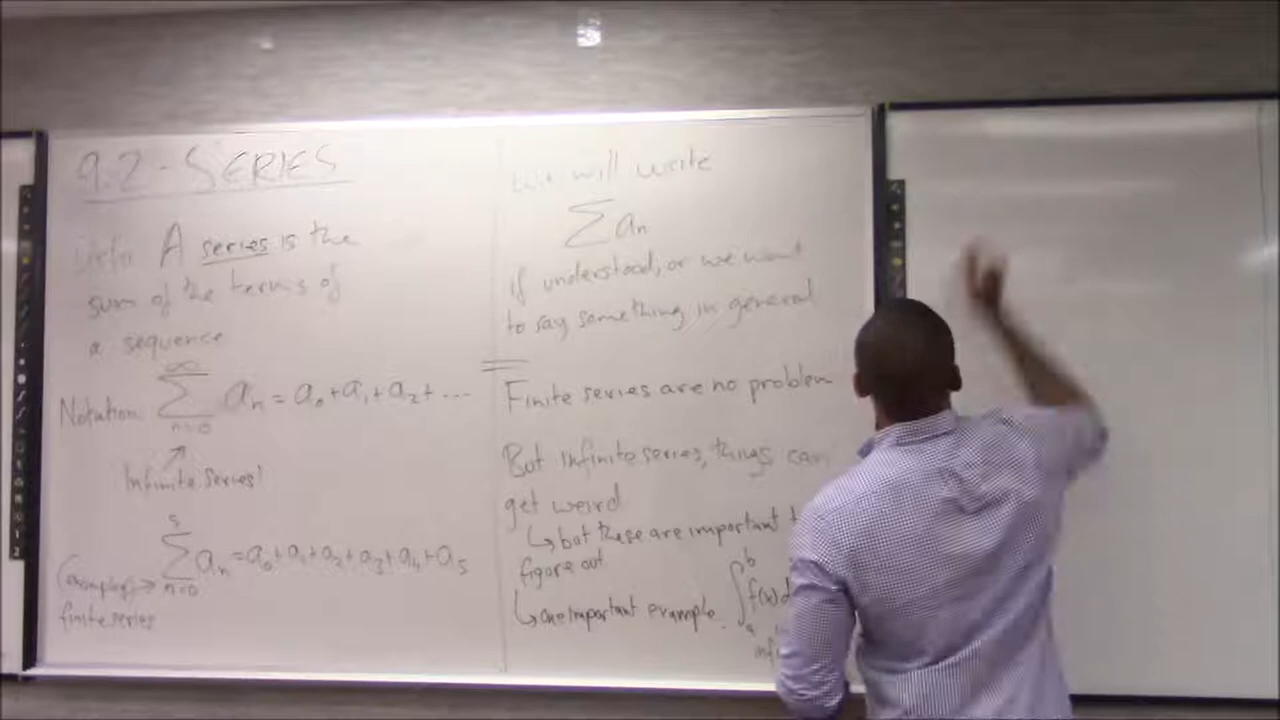 9.2 - SERIES
Defn A series is the
sum of the terms of
a sequence
Notation ∞∑n=0 aₙ = a₀+a₁+a₂+ ...
Infinite series!
5∑n=0 aₙ = a₀+a₁+a₂+a₃+a₄+a₅
(example) →
finite series
We will write
∑aₙ
if understood, or we want
to say something in general
Finite series are no problem
But infinite series, things can
get weird
↳ but these are important
figure out
↳ one important example
∫ₐᵇ f(x)d